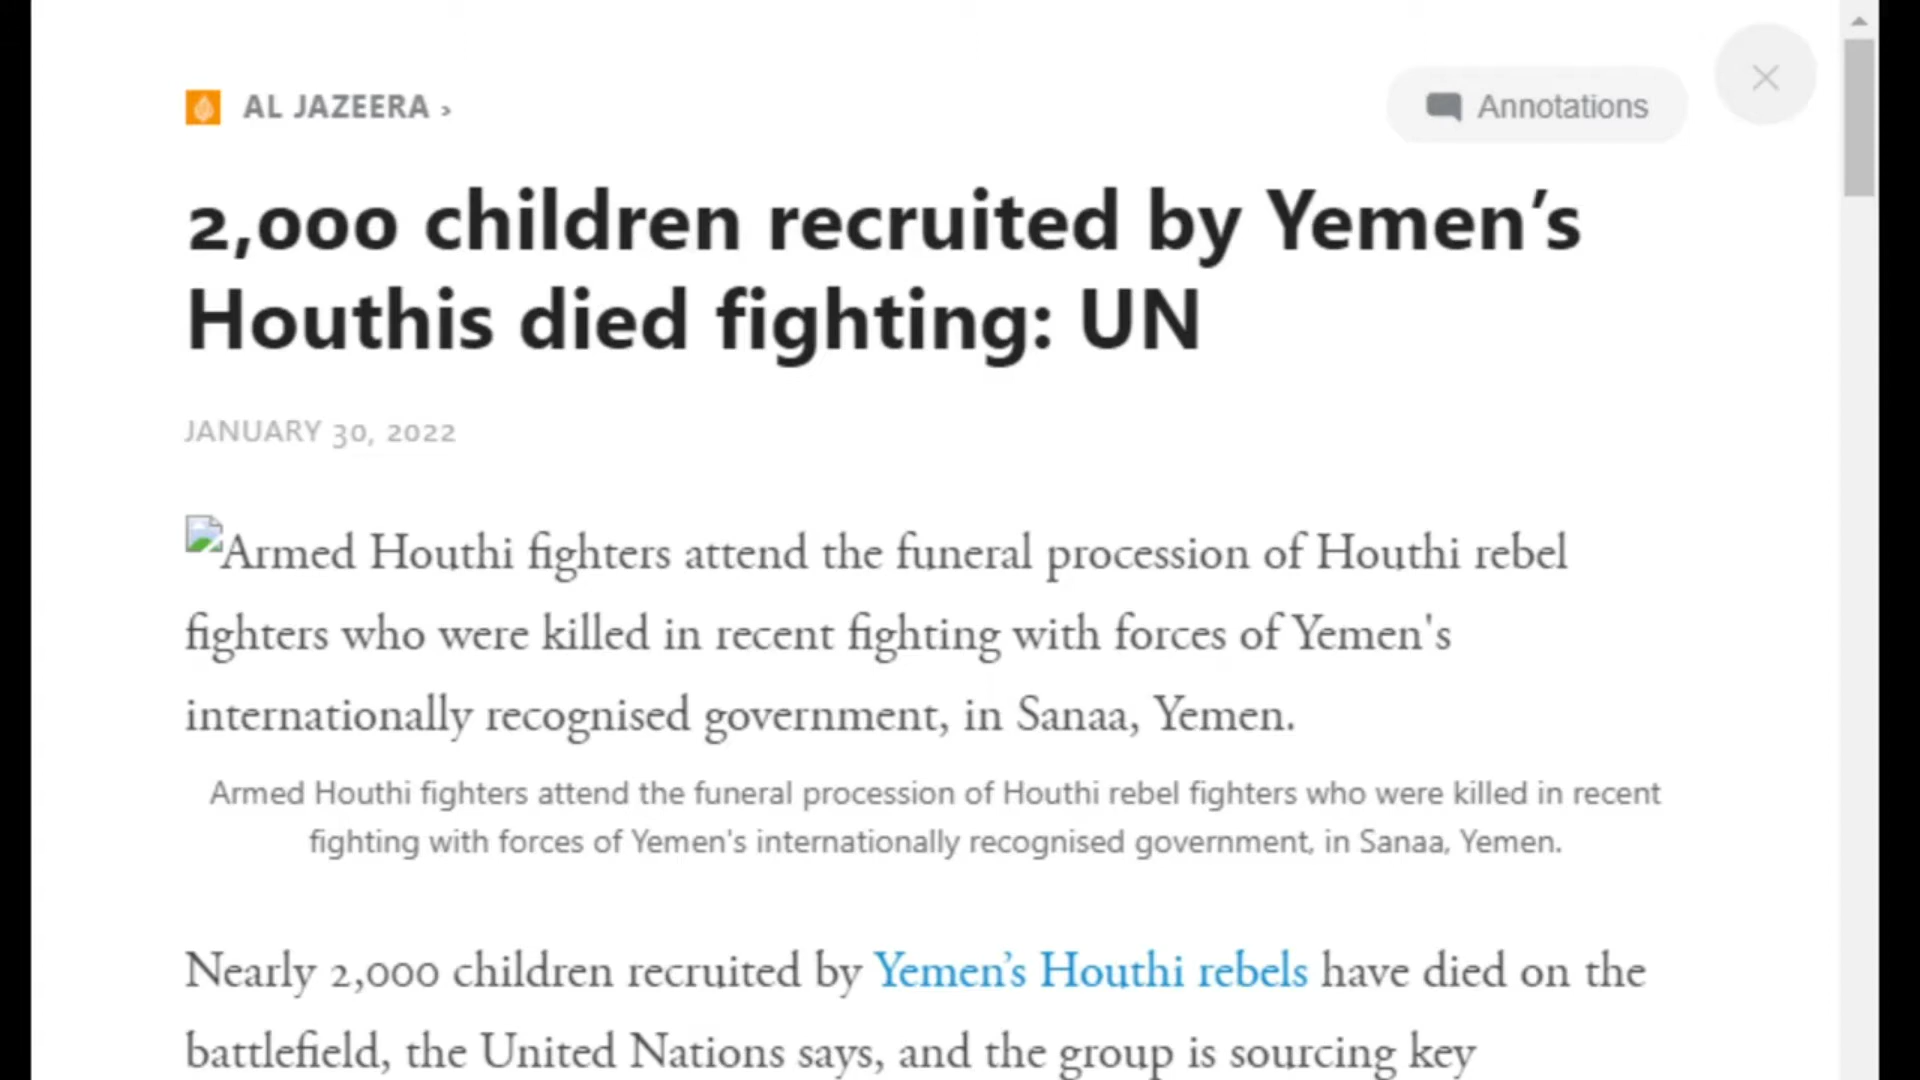 AL JAZEERA ›
Annotations
2,000 children recruited by Yemen’s
Houthis died fighting: UN
JANUARY 30, 2022
Armed Houthi fighters attend the funeral procession of Houthi rebel
fighters who were killed in recent fighting with forces of Yemen's
internationally recognised government, in Sanaa, Yemen.
Armed Houthi fighters attend the funeral procession of Houthi rebel fighters who were killed in recent
fighting with forces of Yemen's internationally recognised government, in Sanaa, Yemen.
Nearly 2,000 children recruited by Yemen’s Houthi rebels have died on the
battlefield, the United Nations says, and the group is sourcing key